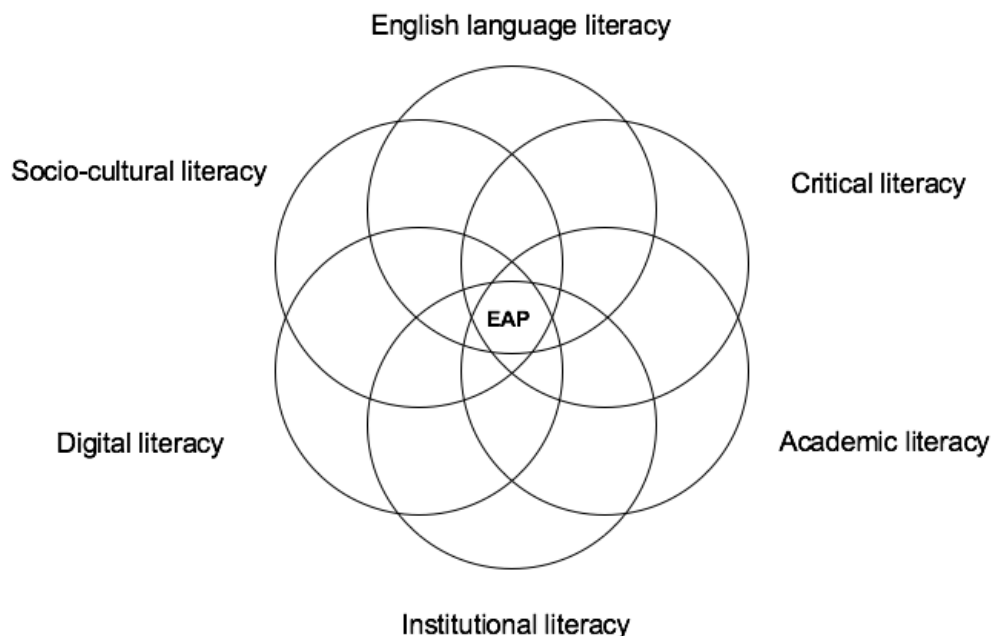 English language literacy
Socio-cultural literacy
Critical literacy
EAP
Digital literacy
Academic literacy
Institutional literacy